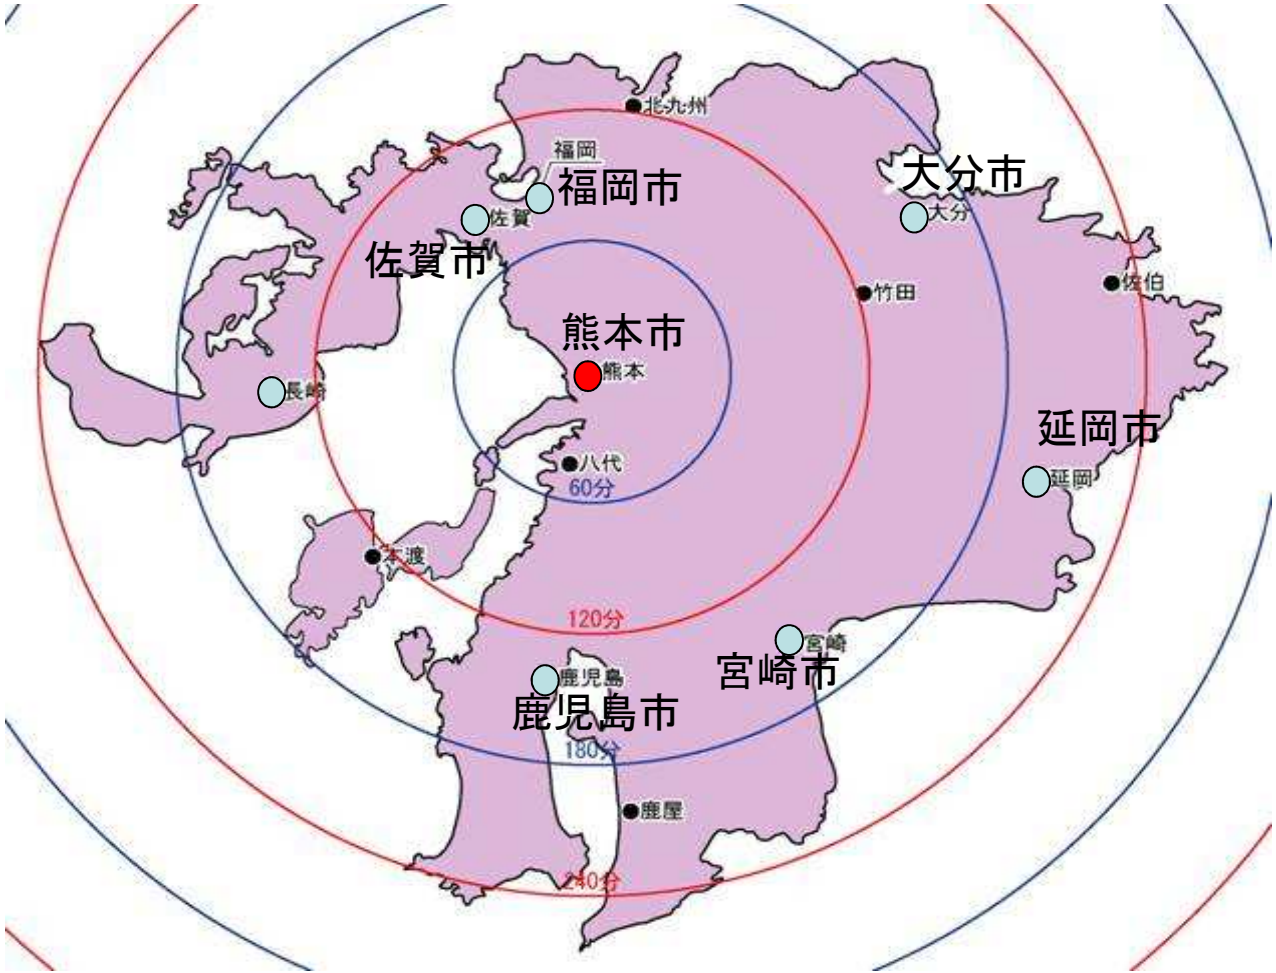 北九州
福岡
福岡市
大分市
佐賀
大分
佐賀市
竹田
佐伯
熊本市
熊本
長崎
延岡市
八代
延岡
60分
本渡
120分
宮崎
宮崎市
鹿児島
鹿児島市
180分
鹿屋
240分